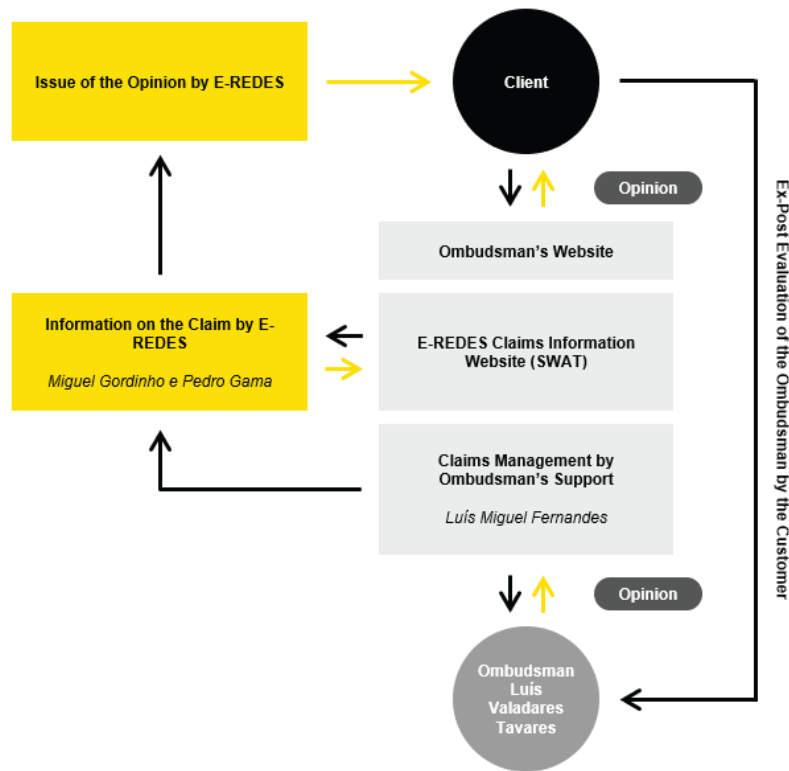 Issue of the Opinion by E-REDES
Client
Opinion
Ombudsman's Website
Information on the Claim by E-
REDES
Miguel Gordinho e Pedro Gama
E-REDES Claims Information
Website (SWAT)
Claims Management by
Ombudsman's Support
Luís Miguel Fernandes
Opinion
Ombudsman
Luís
Valadares
Tavares
Ex-Post Evaluation of the Ombudsman by the Customer